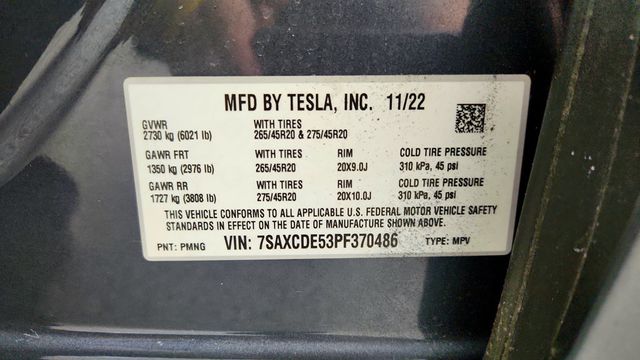 MFD BY TESLA, INC. 11/22
GVWR WITH TIRES
2730 kg (6021 lb) 265/45R20 & 275/45R20
GAWR FRT WITH TIRES RIM COLD TIRE PRESSURE
1350 kg (2976 lb) 265/45R20 20X9.0J 310 kPa, 45 psi
GAWR RR WITH TIRES RIM COLD TIRE PRESSURE
1727 kg (3808 lb) 275/45R20 20X10.0J 310 kPa, 45 psi
THIS VEHICLE CONFORMS TO ALL APPLICABLE U.S. FEDERAL MOTOR VEHICLE SAFETY
STANDARDS IN EFFECT ON THE DATE OF MANUFACTURE SHOWN ABOVE.
PNT: PMNG VIN: 7SAXCDE53PF370486 TYPE: MPV